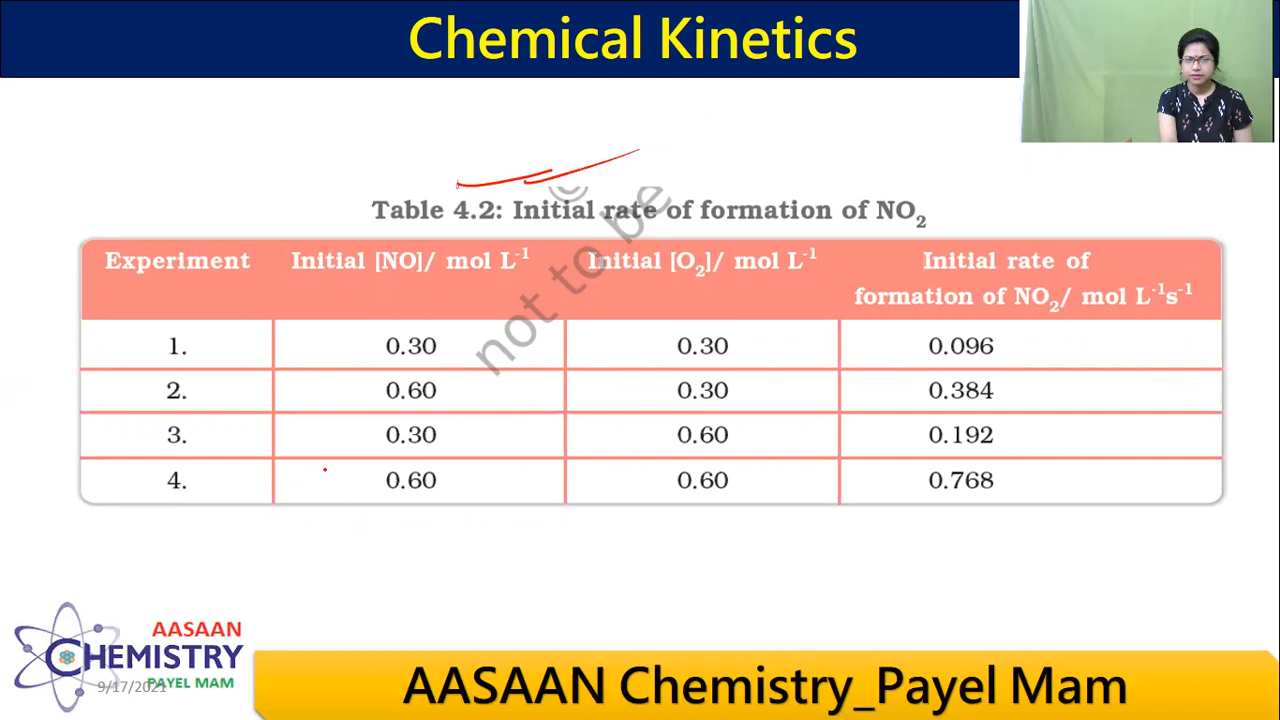 Chemical Kinetics
©
not to be
Table 4.2: Initial rate of formation of NO₂
Experiment Initial [NO]/ mol L⁻¹ Initial [O₂]/ mol L⁻¹ Initial rate of
formation of NO₂/ mol L⁻¹s⁻¹
1. 0.30 0.30 0.096
2. 0.60 0.30 0.384
3. 0.30 0.60 0.192
4. 0.60 0.60 0.768
AASAAN
CHEMISTRY
PAYEL MAM
9/17/2021
AASAAN Chemistry_Payel Mam